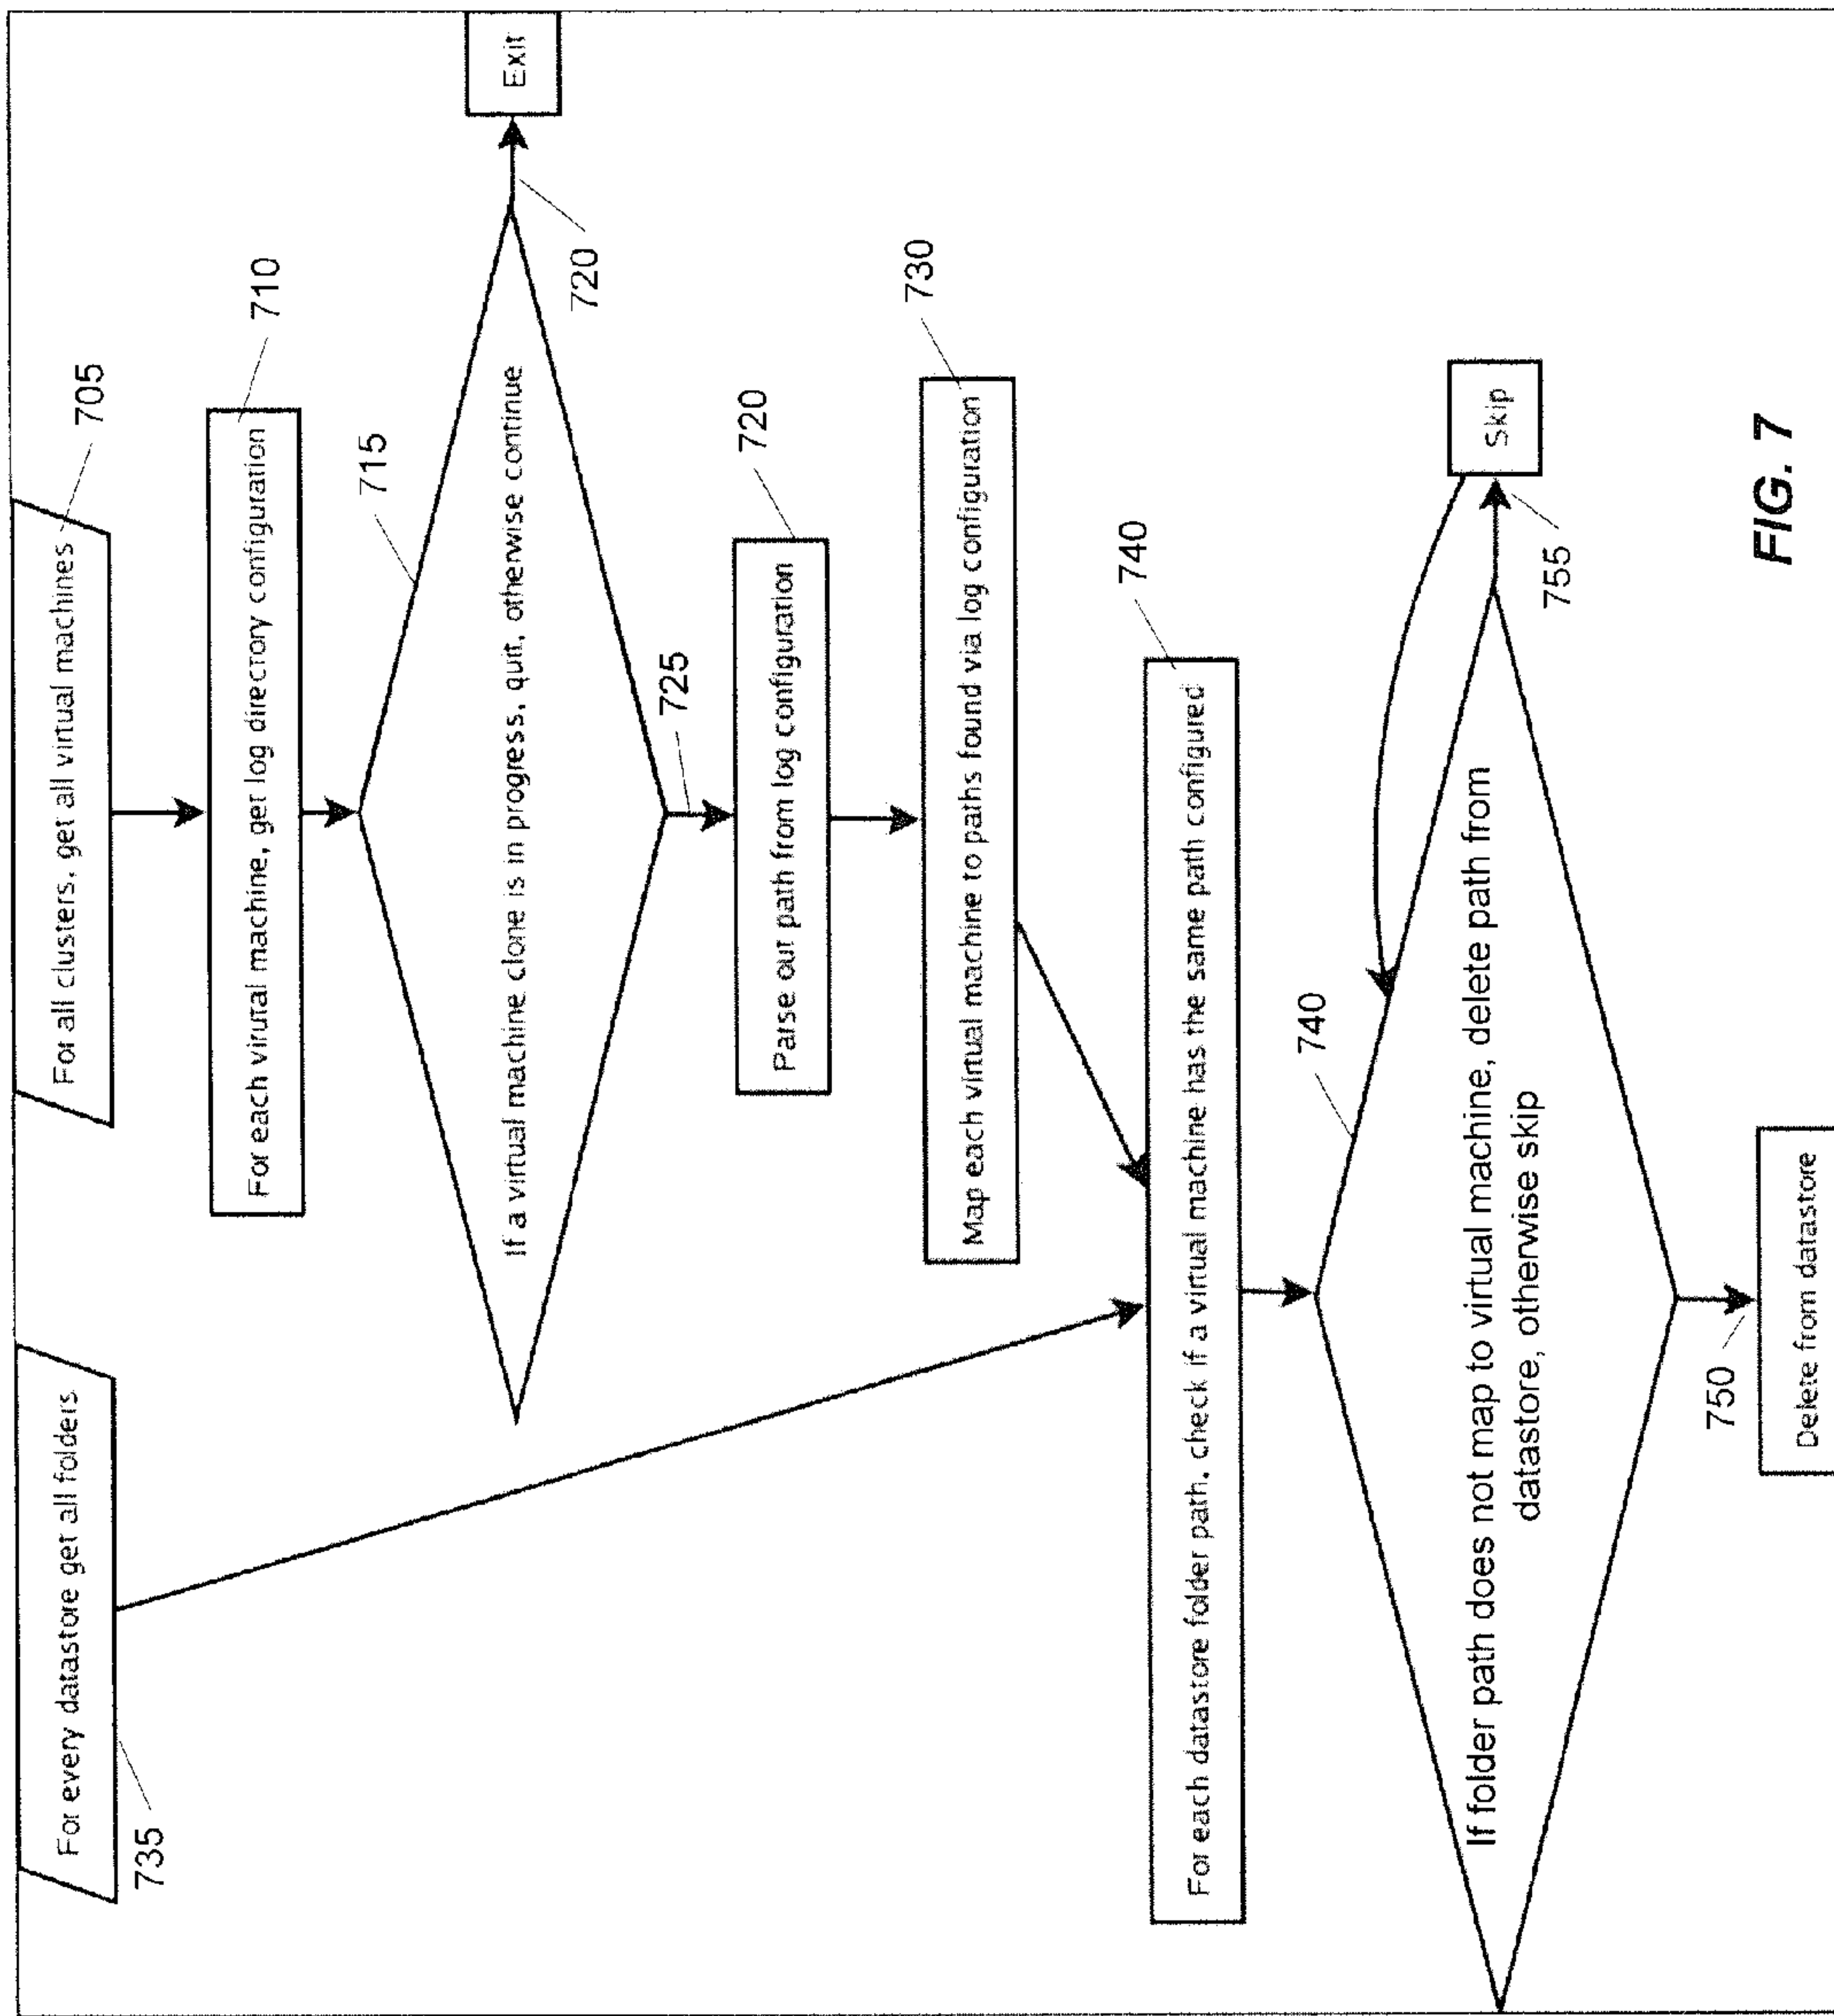 For every datastore get all folders
735
For all clusters, get all virtual machines
705
For each virutal machine, get log directory configuration
710
715
If a virtual machine clone is in progress, quit, otherwise continue
720
Exit
725
Parse out path from log configuration
720
Map each virtual machine to paths found via log configuration
730
For each datastore folder path, check if a virtual machine has the same path configured
740
740
If folder path does not map to virtual machine, delete path from
datastore, otherwise skip
755
Skip
750
Delete from datastore
FIG. 7